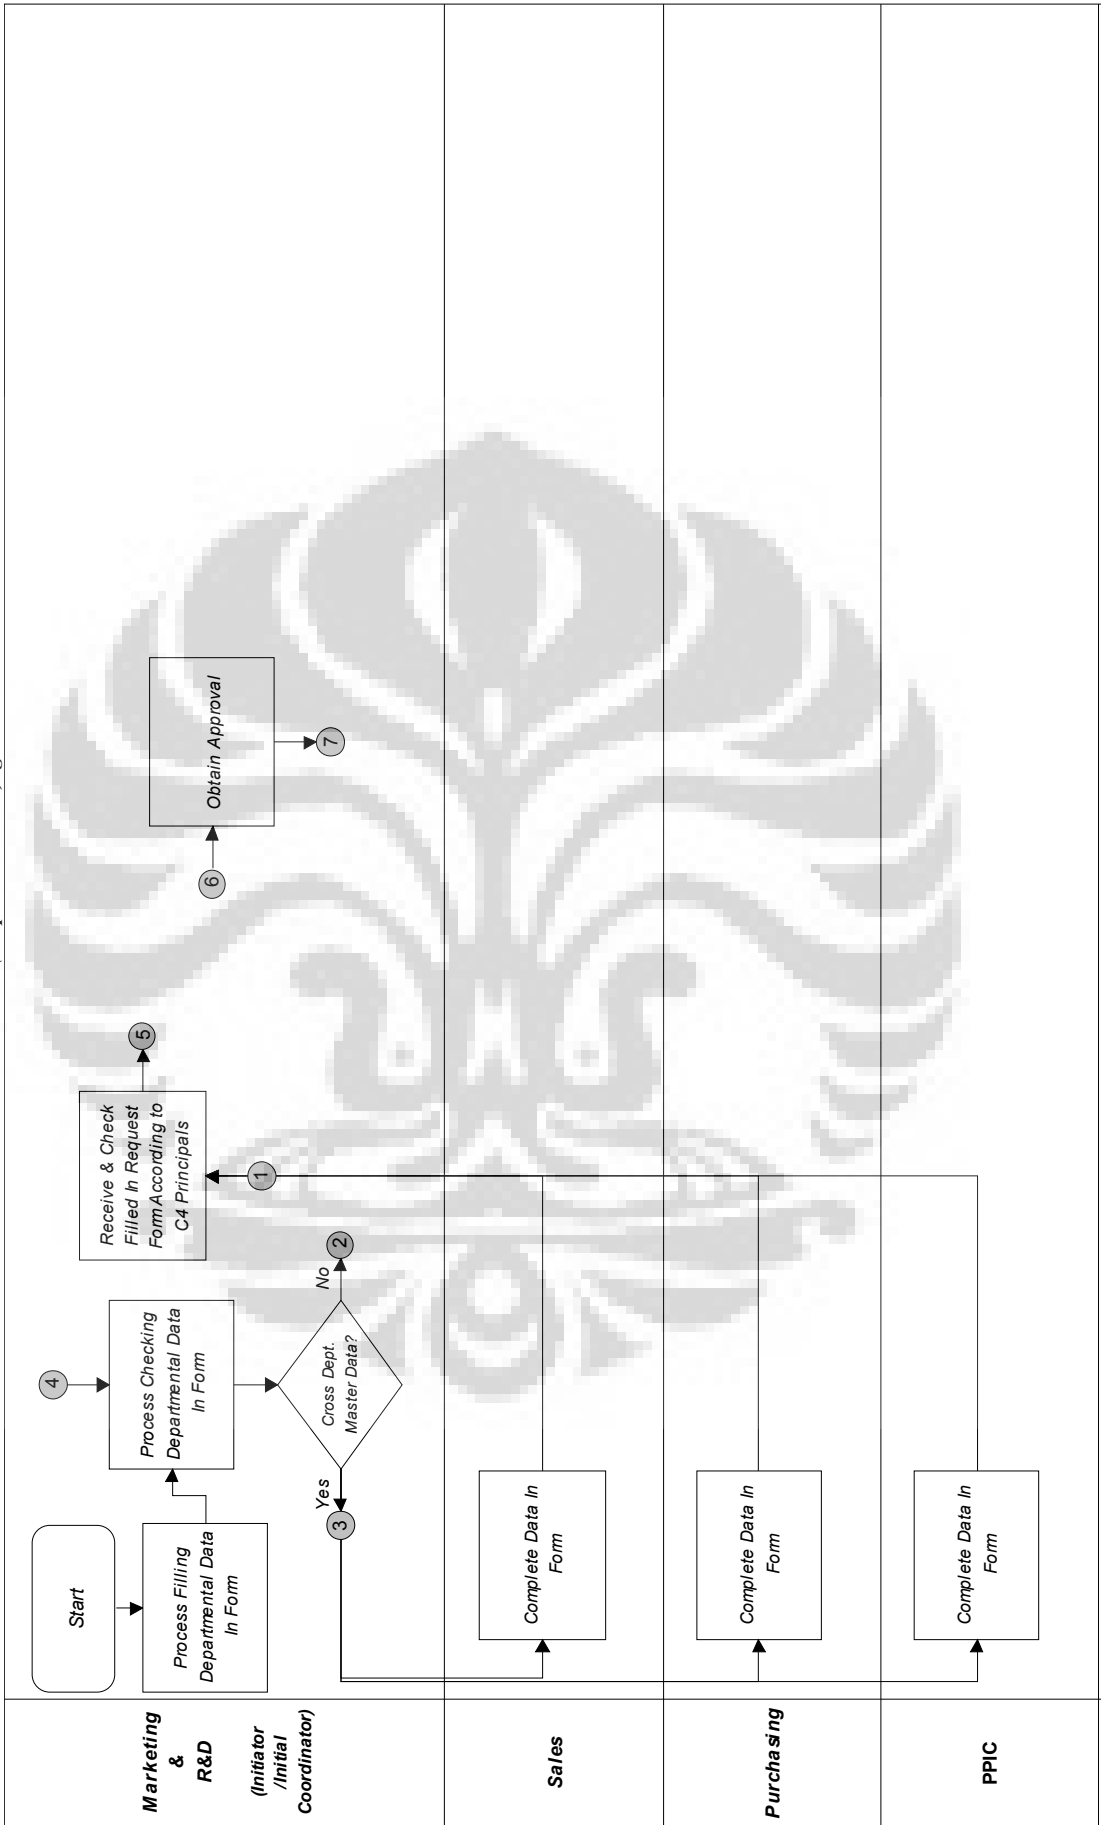 Marketing
&
R&D
(Initiator
/Initial
Coordinator)
Start
Process Filling
Departmental Data
In Form
4
Process Checking
Departmental Data
In Form
Cross Dept.
Master Data?
Yes
3
No
2
Receive & Check
Filled In Request
Form According to
C4 Principals
1
5
6
Obtain Approval
7
Sales
Complete Data In
Form
Purchasing
Complete Data In
Form
PPIC
Complete Data In
Form